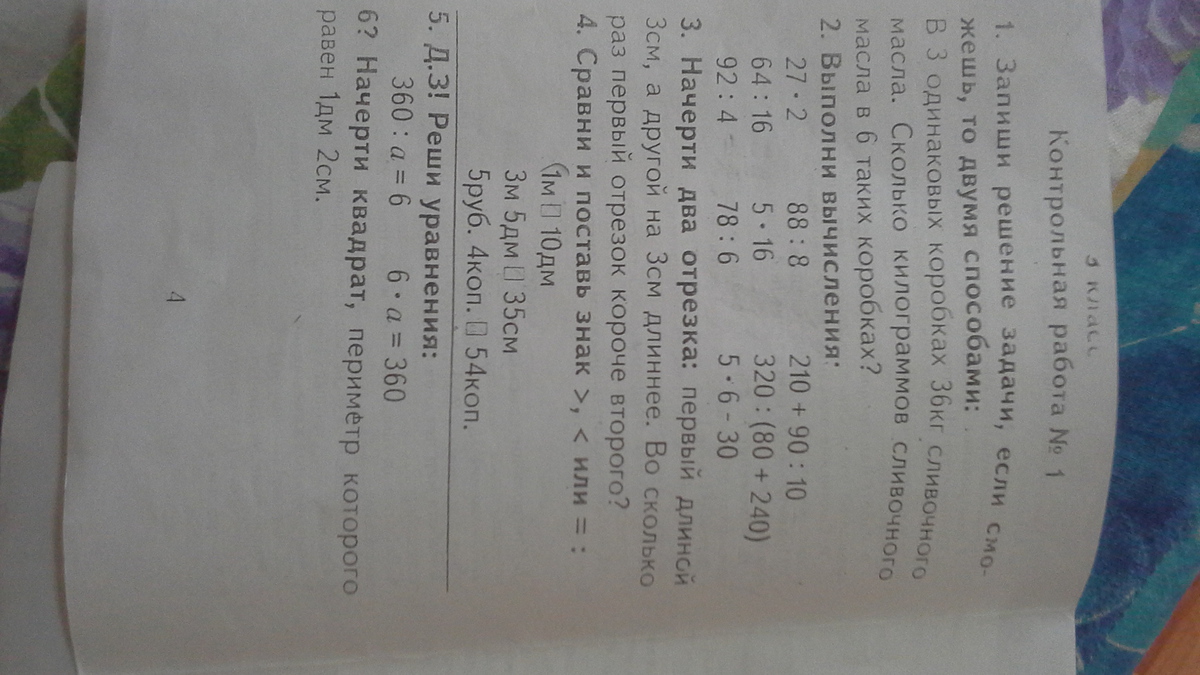 3 класс
Контрольная работа № 1
1. Запиши решение задачи, если смо-
жешь, то двумя способами:
В 3 одинаковых коробках 36кг сливочного
масла. Сколько килограммов сливочного
масла в 6 таких коробках?
2. Выполни вычисления:
27 • 2 88 : 8 210 + 90 : 10
64 : 16 5 • 16 320 : (80 + 240)
92 : 4 78 : 6 5 • 6 - 30
3. Начерти два отрезка: первый длиной
3см, а другой на 3см длиннее. Во сколько
раз первый отрезок короче второго?
4. Сравни и поставь знак >, < или = :
1м □ 10дм
3м 5дм □ 35см
5руб. 4коп. □ 54коп.
5. Д.З! Реши уравнения:
360 : a = 6 6 • a = 360
6? Начерти квадрат, периметр которого
равен 1дм 2см.
4